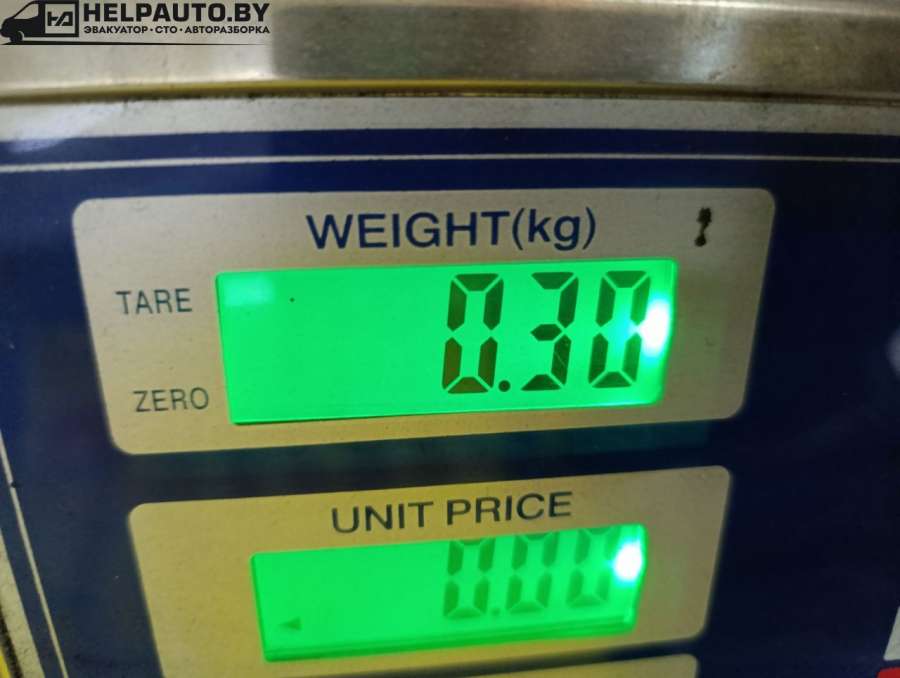 HELPAUTO.BY
ЭВАКУАТОР • СТО • АВТОРАЗБОРКА
WEIGHT(kg)
TARE
0.30
ZERO
UNIT PRICE
0.00